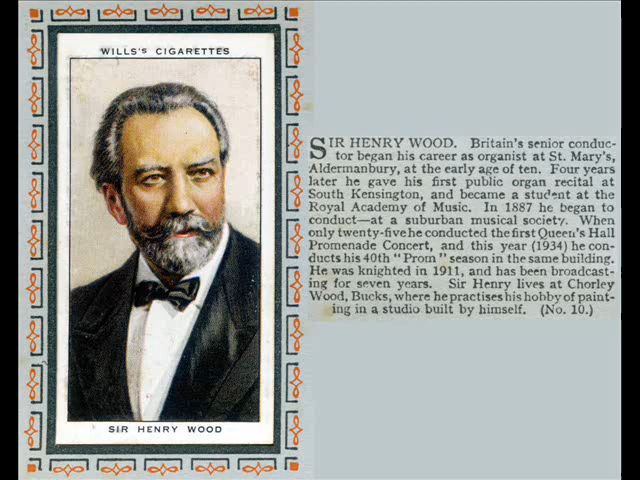 WILLS'S CIGARETTES
SIR HENRY WOOD
SIR HENRY WOOD. Britain's senior conduc-
tor began his career as organist at St. Mary's,
Aldermanbury, at the early age of ten. Four years
later he gave his first public organ recital at
South Kensington, and became a student at the
Royal Academy of Music. In 1887 he began to
conduct—at a suburban musical society. When
only twenty-five he conducted the first Queen's Hall
Promenade Concert, and this year (1934) he con-
ducts his 40th "Prom" season in the same building.
He was knighted in 1911, and has been broadcast-
ing for seven years. Sir Henry lives at Chorley
Wood, Bucks, where he practises his hobby of paint-
ing in a studio built by himself. (No. 10.)